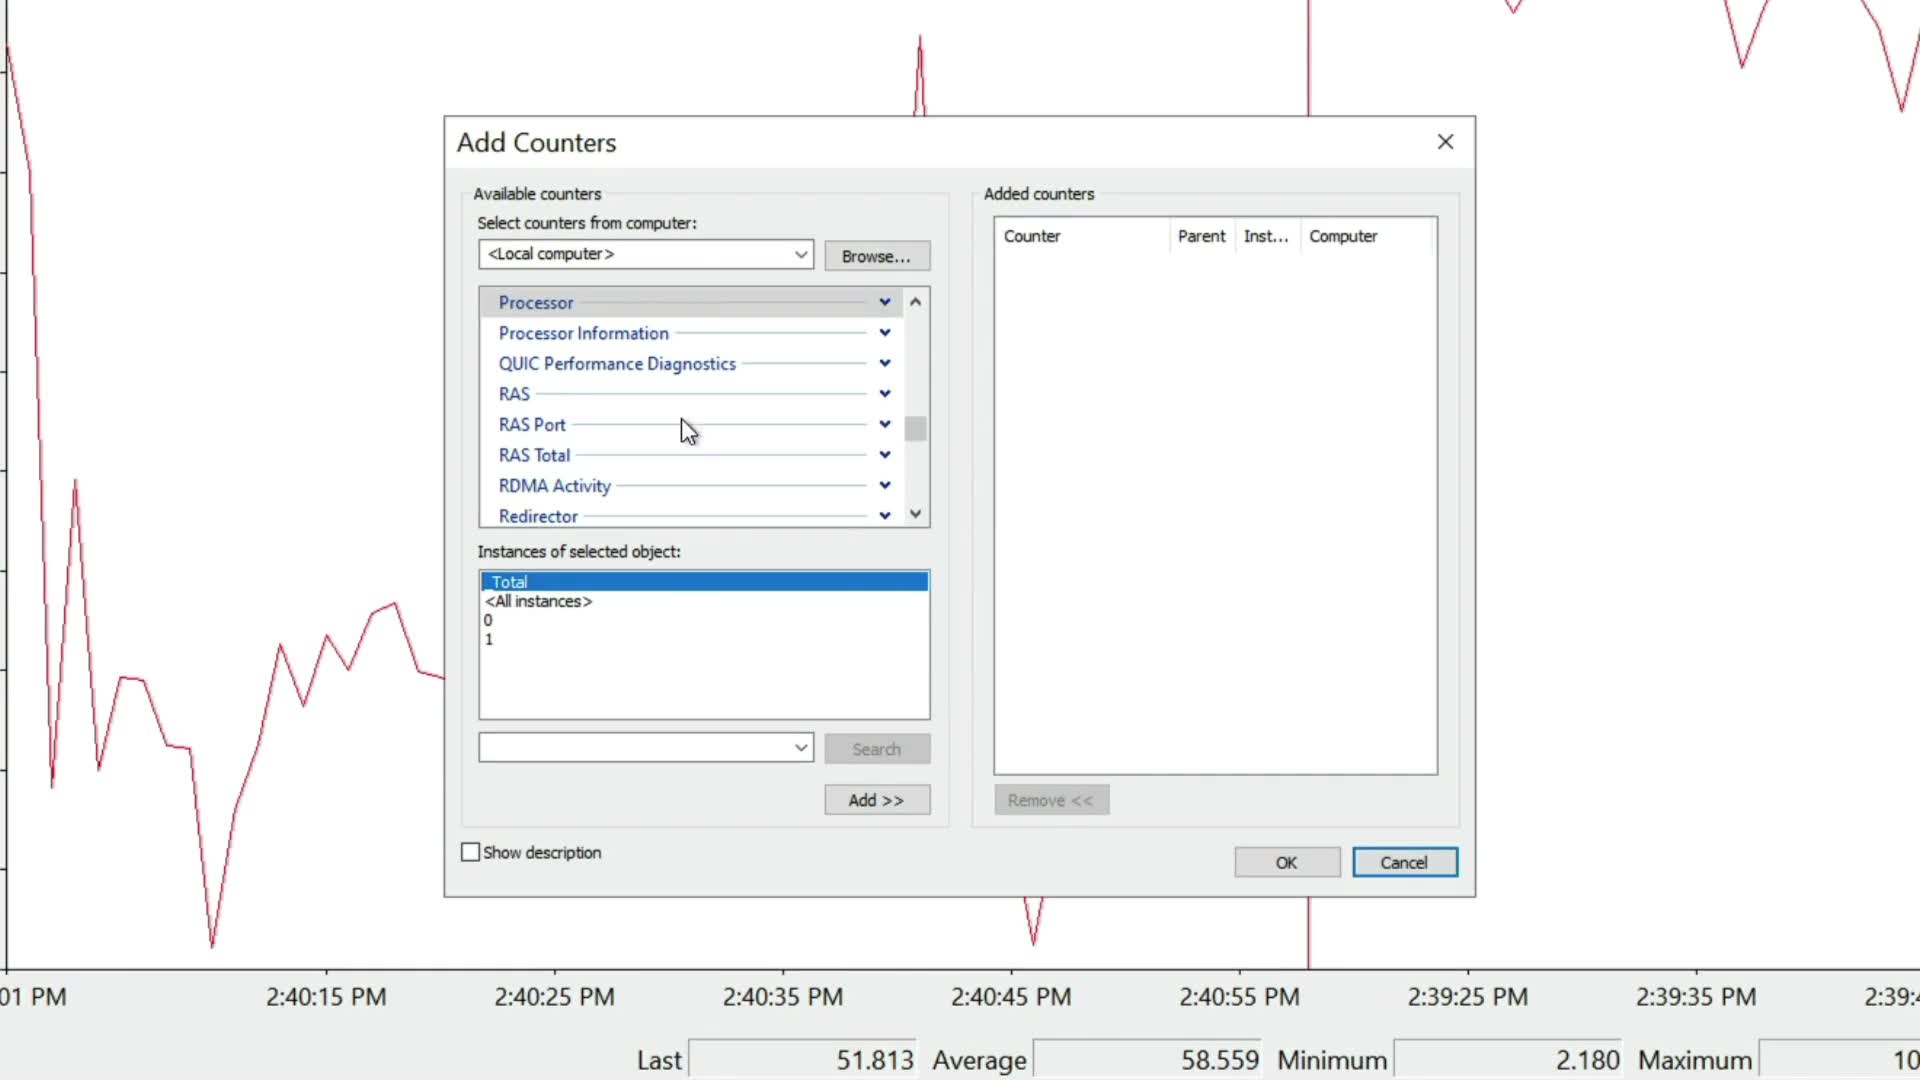 Add Counters
Available counters
Select counters from computer:
<Local computer>
Browse...
Processor
Processor Information
QUIC Performance Diagnostics
RAS
RAS Port
RAS Total
RDMA Activity
Redirector
Instances of selected object:
_Total
<All instances>
0
1
Search
Add >>
Show description
Added counters
Counter Parent Inst... Computer
Remove <<
OK
Cancel
01 PM 2:40:15 PM 2:40:25 PM 2:40:35 PM 2:40:45 PM 2:40:55 PM 2:39:25 PM 2:39:35 PM 2:39:4
Last 51.813 Average 58.559 Minimum 2.180 Maximum 10